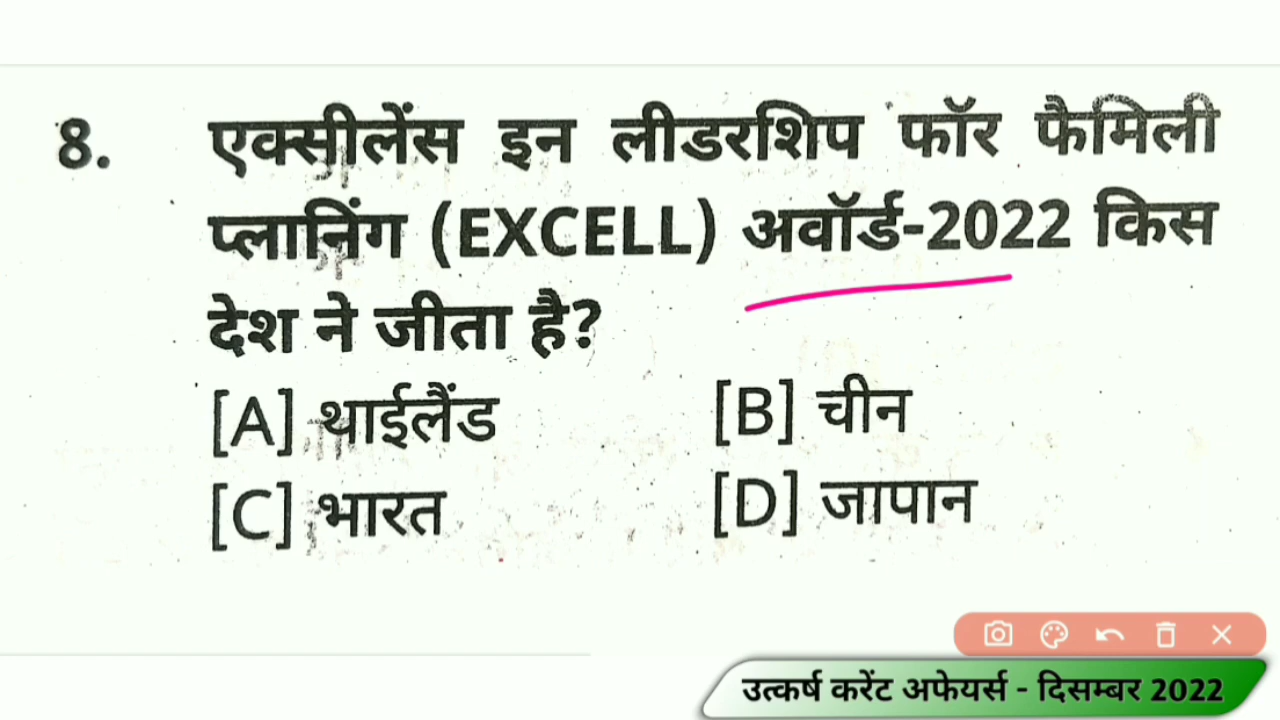 8. एक्सीलेंस इन लीडरशिप फॉर फैमिली
प्लानिंग (EXCELL) अवॉर्ड-2022 किस
देश ने जीता है?
[A] थाईलैंड [B] चीन
[C] भारत [D] जापान
उत्कर्ष करेंट अफेयर्स - दिसम्बर 2022